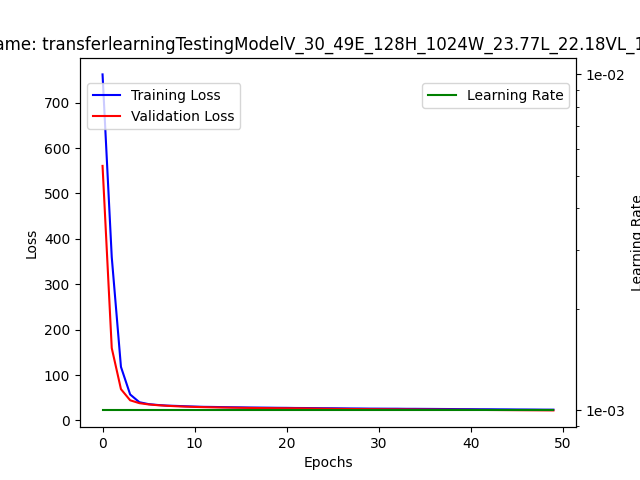 ame: transferlearningTestingModelV_30_49E_128H_1024W_23.77L_22.18VL_1
Training Loss
Validation Loss
Learning Rate
700
600
500
400
300
200
100
0
Loss
1e-02
1e-03
Learning Rate
0 10 20 30 40 50
Epochs